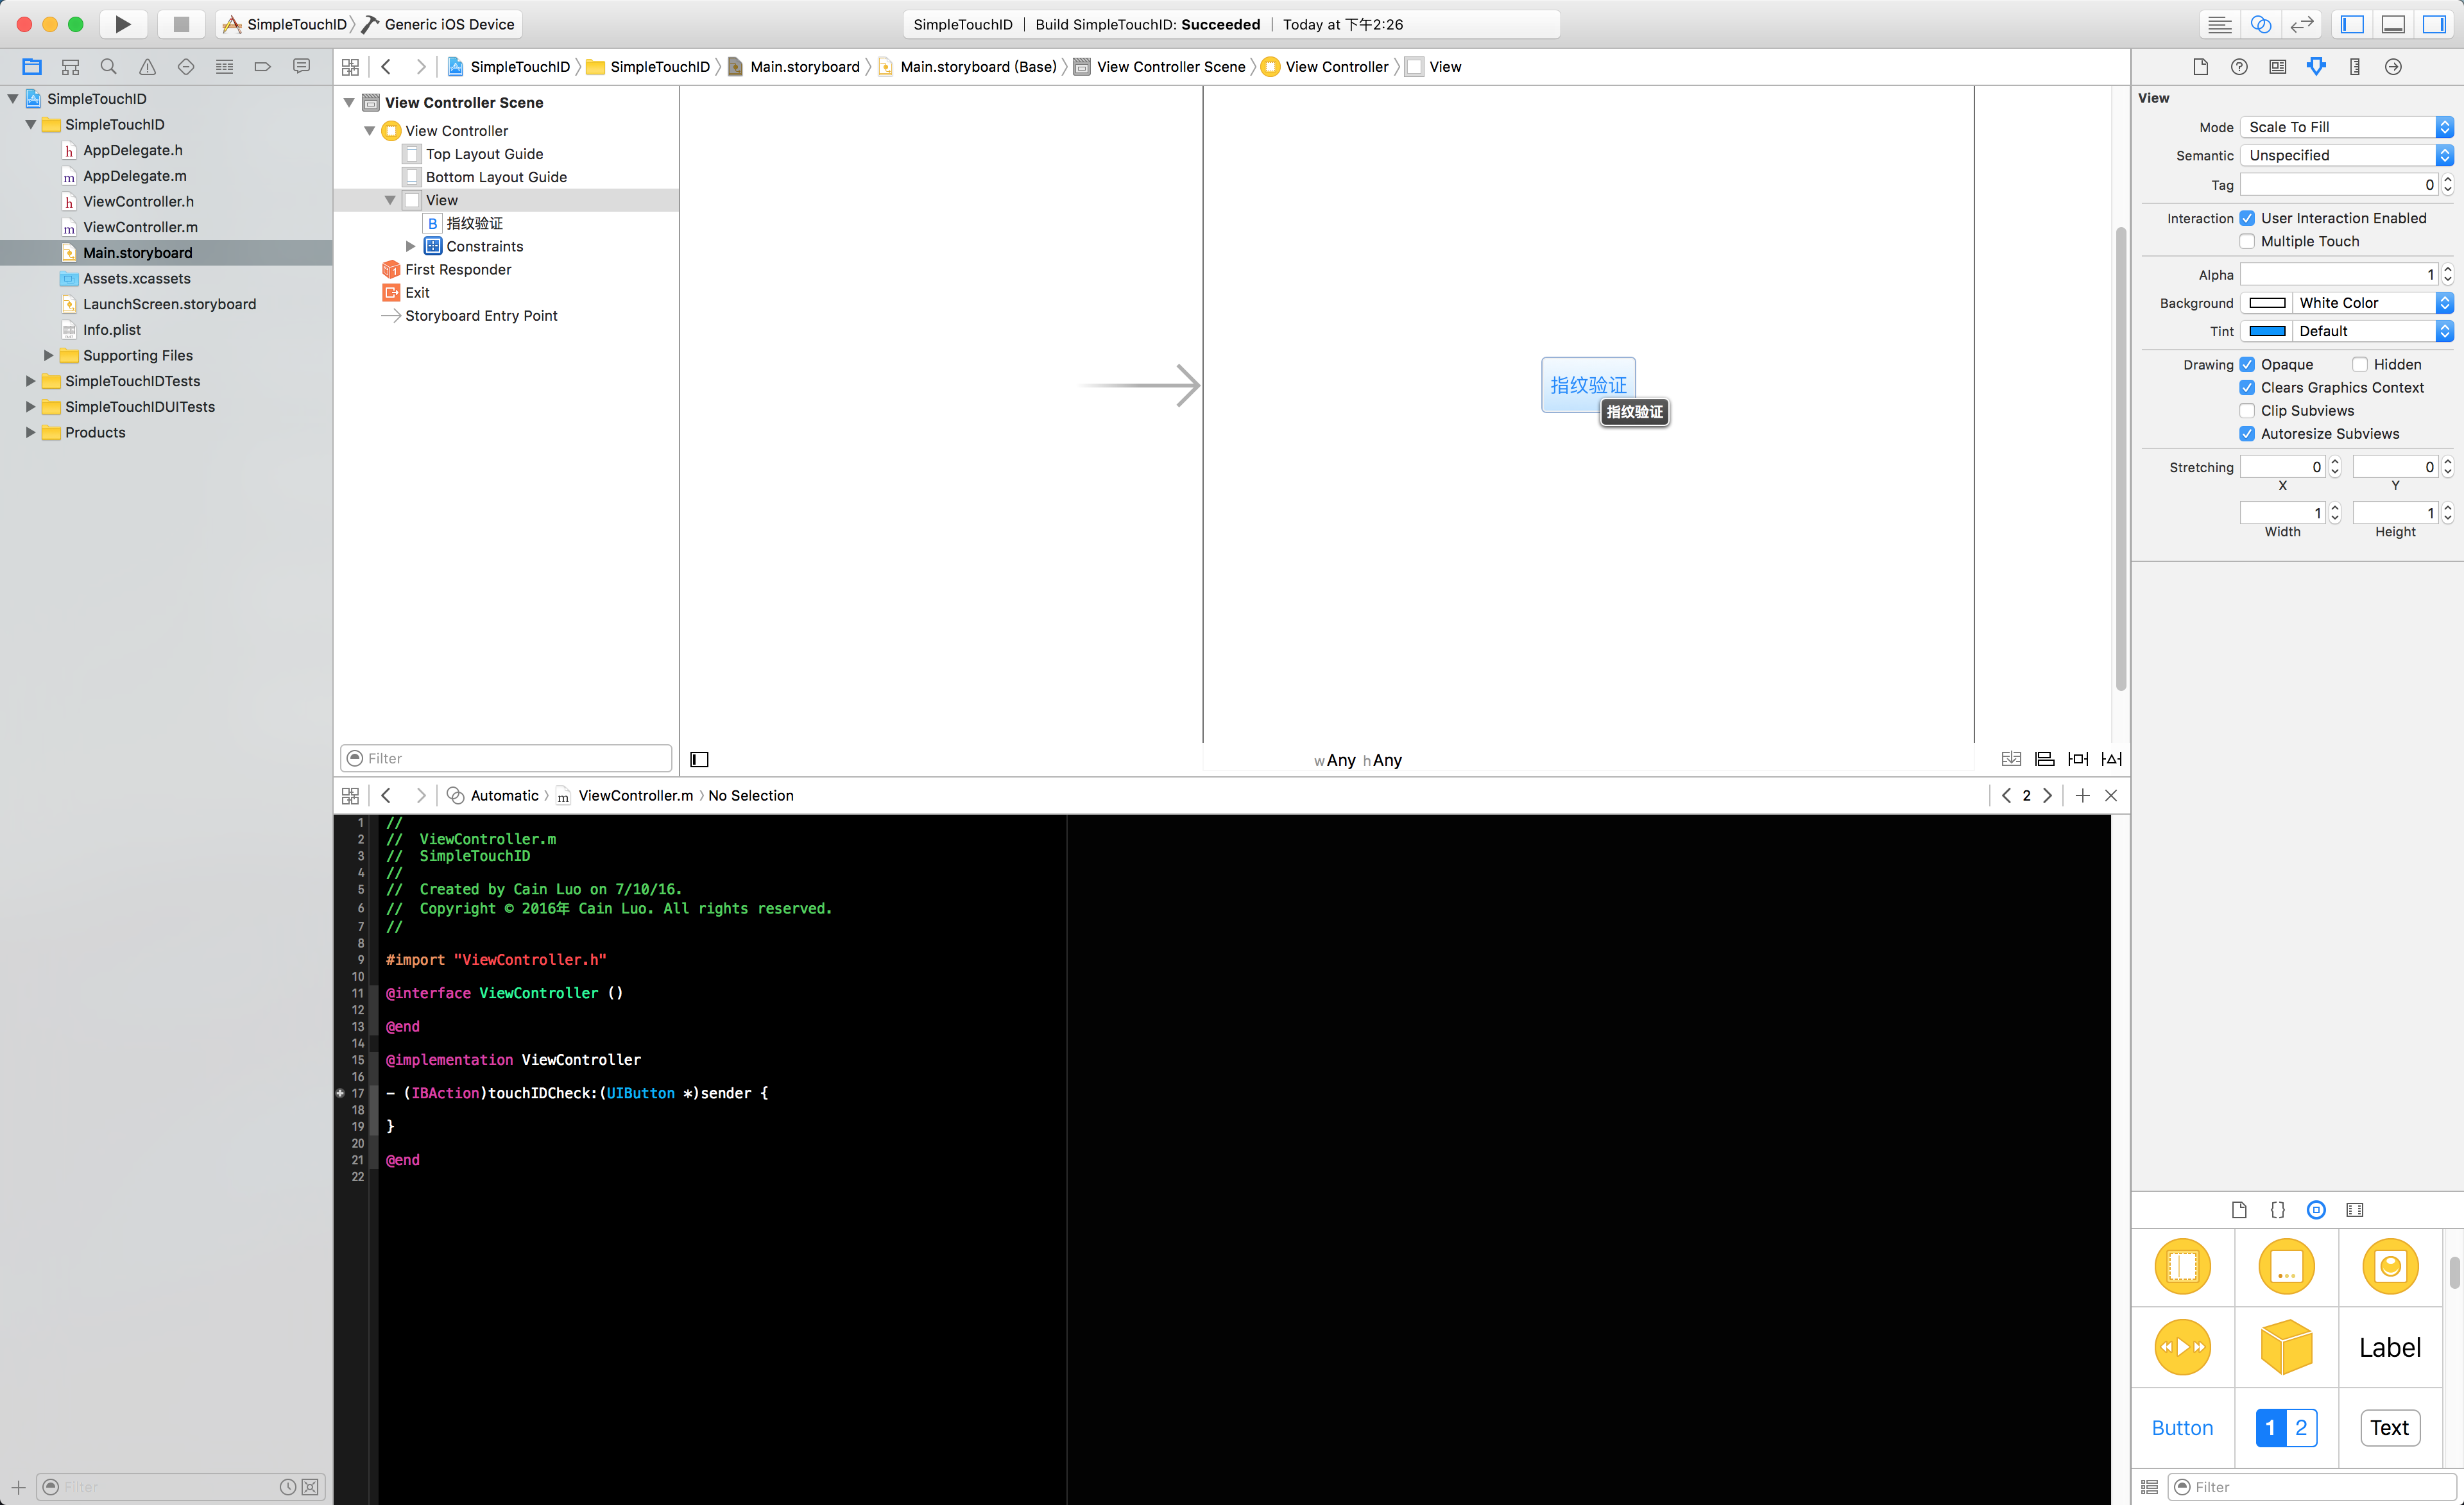 SimpleTouchID 〉 Generic iOS Device
SimpleTouchID | Build SimpleTouchID: Succeeded | Today at 下午2:26
SimpleTouchID
SimpleTouchID
AppDelegate.h
AppDelegate.m
ViewController.h
ViewController.m
Main.storyboard
Assets.xcassets
LaunchScreen.storyboard
Info.plist
Supporting Files
SimpleTouchIDTests
SimpleTouchIDUITests
Products
Filter
SimpleTouchID 〉 SimpleTouchID 〉 Main.storyboard 〉 Main.storyboard (Base) 〉 View Controller Scene 〉 View Controller 〉 View
View Controller Scene
View Controller
Top Layout Guide
Bottom Layout Guide
View
B 指纹验证
Constraints
First Responder
Exit
Storyboard Entry Point
Filter
指纹验证
指纹验证
wAny hAny
Automatic 〉 m ViewController.m 〉 No Selection
2
1 //
2 //  ViewController.m
3 //  SimpleTouchID
4 //
5 //  Created by Cain Luo on 7/10/16.
6 //  Copyright © 2016年 Cain Luo. All rights reserved.
7 //
8
9 #import "ViewController.h"
10
11 @interface ViewController ()
12
13 @end
14
15 @implementation ViewController
16
17 - (IBAction)touchIDCheck:(UIButton *)sender {
18
19 }
20
21 @end
22
View
Mode Scale To Fill
Semantic Unspecified
Tag 0
Interaction User Interaction Enabled
Multiple Touch
Alpha 1
Background White Color
Tint Default
Drawing Opaque Hidden
Clears Graphics Context
Clip Subviews
Autoresize Subviews
Stretching 0 0
X Y
1 1
Width Height
{}
Label
Button 1 2 Text
Filter